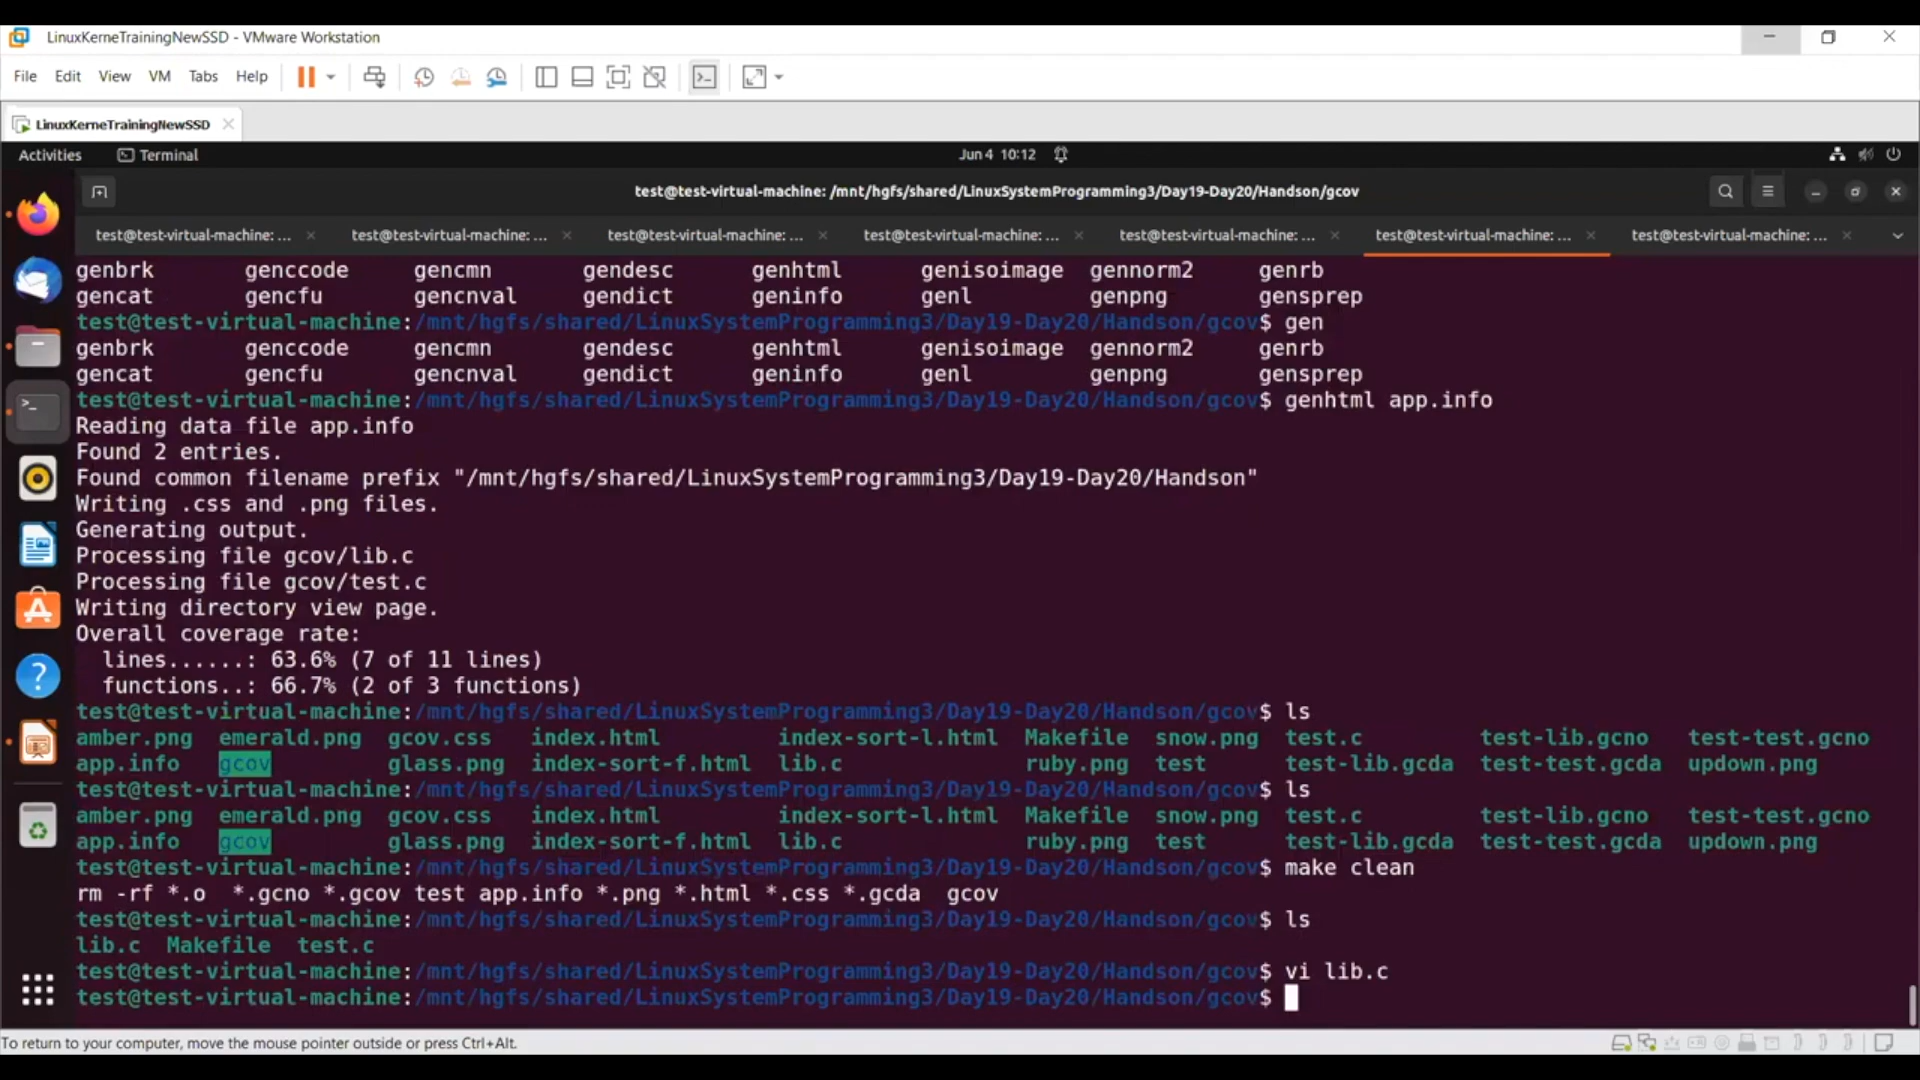 LinuxKerneTrainingNewSSD - VMware Workstation
File Edit View VM Tabs Help
LinuxKerneTrainingNewSSD
Activities Terminal Jun 4 10:12
test@test-virtual-machine: /mnt/hgfs/shared/LinuxSystemProgramming3/Day19-Day20/Handson/gcov
test@test-virtual-machine: ... test@test-virtual-machine: ... test@test-virtual-machine: ... test@test-virtual-machine: ... test@test-virtual-machine: ... test@test-virtual-machine: ... test@test-virtual-machine: ...
genbrk genccode gencmn gendesc genhtml genisoimage gennorm2 genrb
gencat gencfu gencnval gendict geninfo genl genpng gensprep
test@test-virtual-machine:/mnt/hgfs/shared/LinuxSystemProgramming3/Day19-Day20/Handson/gcov$ gen
genbrk genccode gencmn gendesc genhtml genisoimage gennorm2 genrb
gencat gencfu gencnval gendict geninfo genl genpng gensprep
test@test-virtual-machine:/mnt/hgfs/shared/LinuxSystemProgramming3/Day19-Day20/Handson/gcov$ genhtml app.info
Reading data file app.info
Found 2 entries.
Found common filename prefix "/mnt/hgfs/shared/LinuxSystemProgramming3/Day19-Day20/Handson"
Writing .css and .png files.
Generating output.
Processing file gcov/lib.c
Processing file gcov/test.c
Writing directory view page.
Overall coverage rate:
lines......: 63.6% (7 of 11 lines)
functions..: 66.7% (2 of 3 functions)
test@test-virtual-machine:/mnt/hgfs/shared/LinuxSystemProgramming3/Day19-Day20/Handson/gcov$ ls
amber.png emerald.png gcov.css index.html index-sort-l.html Makefile snow.png test.c test-lib.gcno test-test.gcno
app.info gcov glass.png index-sort-f.html lib.c ruby.png test test-lib.gcda test-test.gcda updown.png
test@test-virtual-machine:/mnt/hgfs/shared/LinuxSystemProgramming3/Day19-Day20/Handson/gcov$ ls
amber.png emerald.png gcov.css index.html index-sort-l.html Makefile snow.png test.c test-lib.gcno test-test.gcno
app.info gcov glass.png index-sort-f.html lib.c ruby.png test test-lib.gcda test-test.gcda updown.png
test@test-virtual-machine:/mnt/hgfs/shared/LinuxSystemProgramming3/Day19-Day20/Handson/gcov$ make clean
rm -rf *.o *.gcno *.gcov test app.info *.png *.html *.css *.gcda gcov
test@test-virtual-machine:/mnt/hgfs/shared/LinuxSystemProgramming3/Day19-Day20/Handson/gcov$ ls
lib.c Makefile test.c
test@test-virtual-machine:/mnt/hgfs/shared/LinuxSystemProgramming3/Day19-Day20/Handson/gcov$ vi lib.c
test@test-virtual-machine:/mnt/hgfs/shared/LinuxSystemProgramming3/Day19-Day20/Handson/gcov$
To return to your computer, move the mouse pointer outside or press Ctrl+Alt.